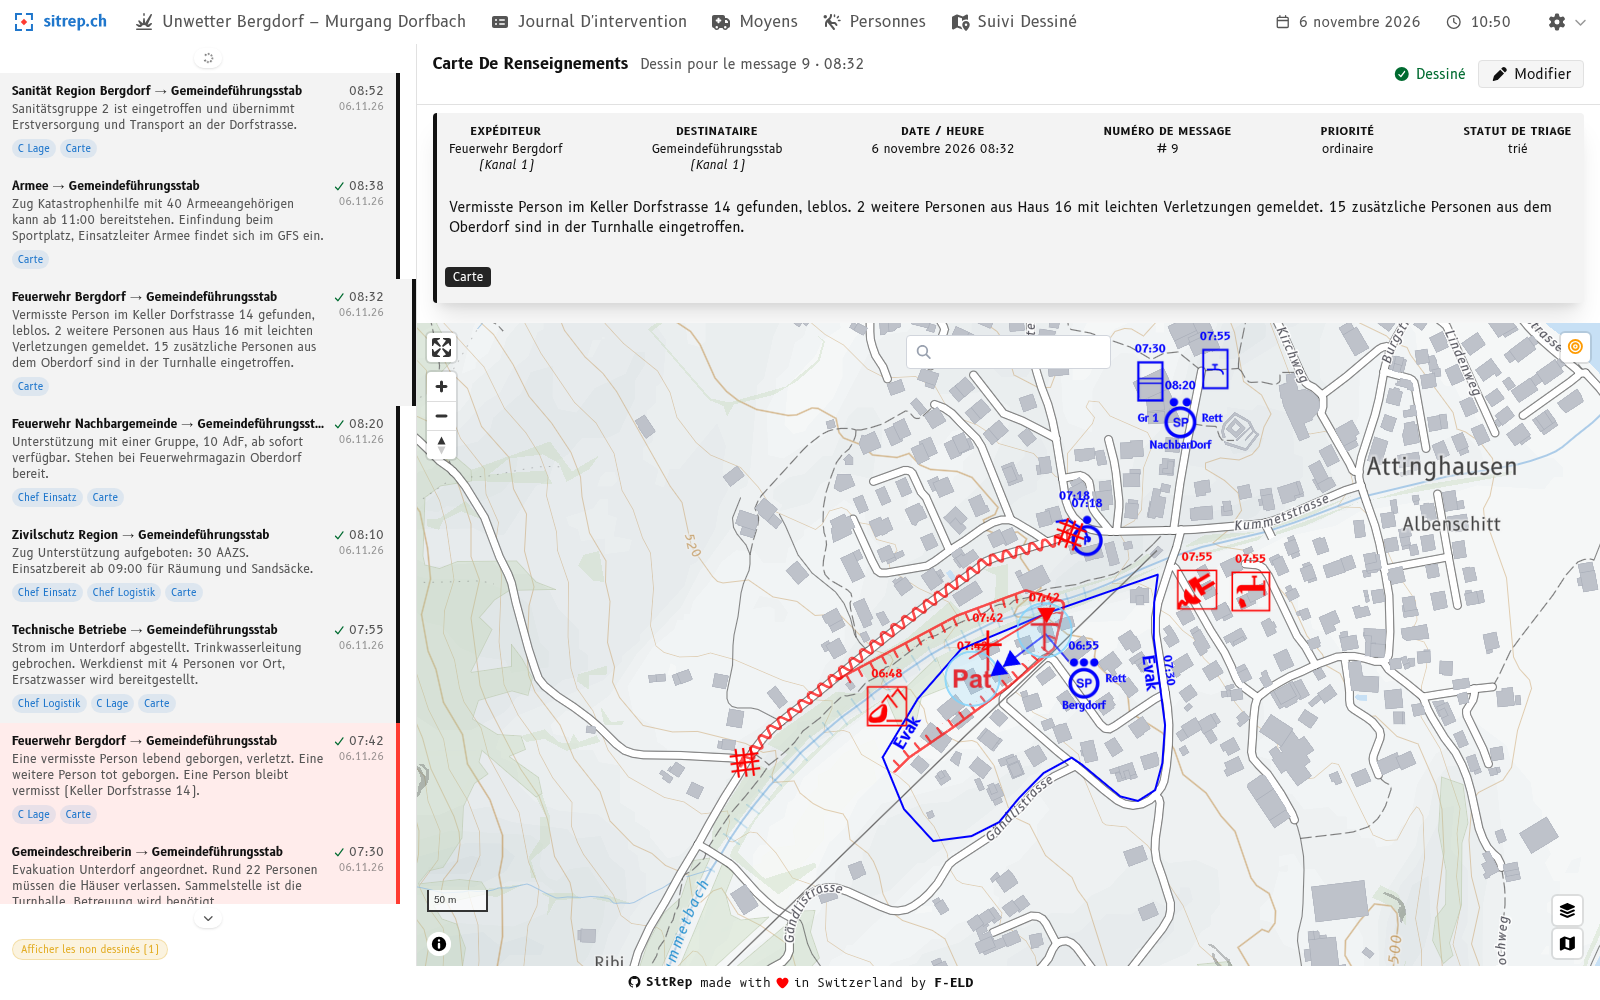 sitrep.ch
Unwetter Bergdorf – Murgang Dorfbach
Journal D'intervention
Moyens
Personnes
Suivi Dessiné
6 novembre 2026
10:50
Sanität Region Bergdorf → Gemeindeführungsstab
08:52
06.11.26
Sanitätsgruppe 2 ist eingetroffen und übernimmt
Erstversorgung und Transport an der Dorfstrasse.
C Lage
Carte
Armee → Gemeindeführungsstab
08:38
06.11.26
Zug Katastrophenhilfe mit 40 Armeeangehörigen
kann ab 11:00 bereitstehen. Einfindung beim
Sportplatz, Einsatzleiter Armee findet sich im GFS ein.
Carte
Feuerwehr Bergdorf → Gemeindeführungsstab
08:32
06.11.26
Vermisste Person im Keller Dorfstrasse 14 gefunden,
leblos. 2 weitere Personen aus Haus 16 mit leichten
Verletzungen gemeldet. 15 zusätzliche Personen aus
dem Oberdorf sind in der Turnhalle eingetroffen.
Carte
Feuerwehr Nachbargemeinde → Gemeindeführungsst...
08:20
06.11.26
Unterstützung mit einer Gruppe, 10 AdF, ab sofort
verfügbar. Stehen bei Feuerwehrmagazin Oberdorf
bereit.
Chef Einsatz
Carte
Zivilschutz Region → Gemeindeführungsstab
08:10
06.11.26
Zug Unterstützung aufgeboten: 30 AAZS.
Einsatzbereit ab 09:00 für Räumung und Sandsäcke.
Chef Einsatz
Chef Logistik
Carte
Technische Betriebe → Gemeindeführungsstab
07:55
06.11.26
Strom im Unterdorf abgestellt. Trinkwasserleitung
gebrochen. Werkdienst mit 4 Personen vor Ort,
Ersatzwasser wird bereitgestellt.
Chef Logistik
C Lage
Carte
Feuerwehr Bergdorf → Gemeindeführungsstab
07:42
06.11.26
Eine vermisste Person lebend geborgen, verletzt. Eine
weitere Person tot geborgen. Eine Person bleibt
vermisst (Keller Dorfstrasse 14).
C Lage
Carte
Gemeindeschreiberin → Gemeindeführungsstab
07:30
06.11.26
Evakuation Unterdorf angeordnet. Rund 22 Personen
müssen die Häuser verlassen. Sammelstelle ist die
Turnhalle. Betreuung wird benötigt.
Afficher les non dessinés (1)
Carte De Renseignements
Dessin pour le message 9 · 08:32
Dessiné
Modifier
EXPÉDITEUR
Feuerwehr Bergdorf
(Kanal 1)
DESTINATAIRE
Gemeindeführungsstab
(Kanal 1)
DATE / HEURE
6 novembre 2026 08:32
NUMÉRO DE MESSAGE
# 9
PRIORITÉ
ordinaire
STATUT DE TRIAGE
trié
Vermisste Person im Keller Dorfstrasse 14 gefunden, leblos. 2 weitere Personen aus Haus 16 mit leichten Verletzungen gemeldet. 15 zusätzliche Personen aus dem
Oberdorf sind in der Turnhalle eingetroffen.
Carte
07:55
07:30
08:20
Gr 1
SP
Rett
NachbarDorf
Kirchweg
Lindenweg
Attinghausen
Albenschitt
Kummetstrasse
07:18
07:18
520
07:55
07:55
07:42
07:42
06:48
Pat
06:55
SP
Rett
Bergdorf
Evak
07:30
Evak
Gandlistrasse
Gändlistrasse
500
Ribi
50 m
SitRep made with ❤ in Switzerland by F-ELD